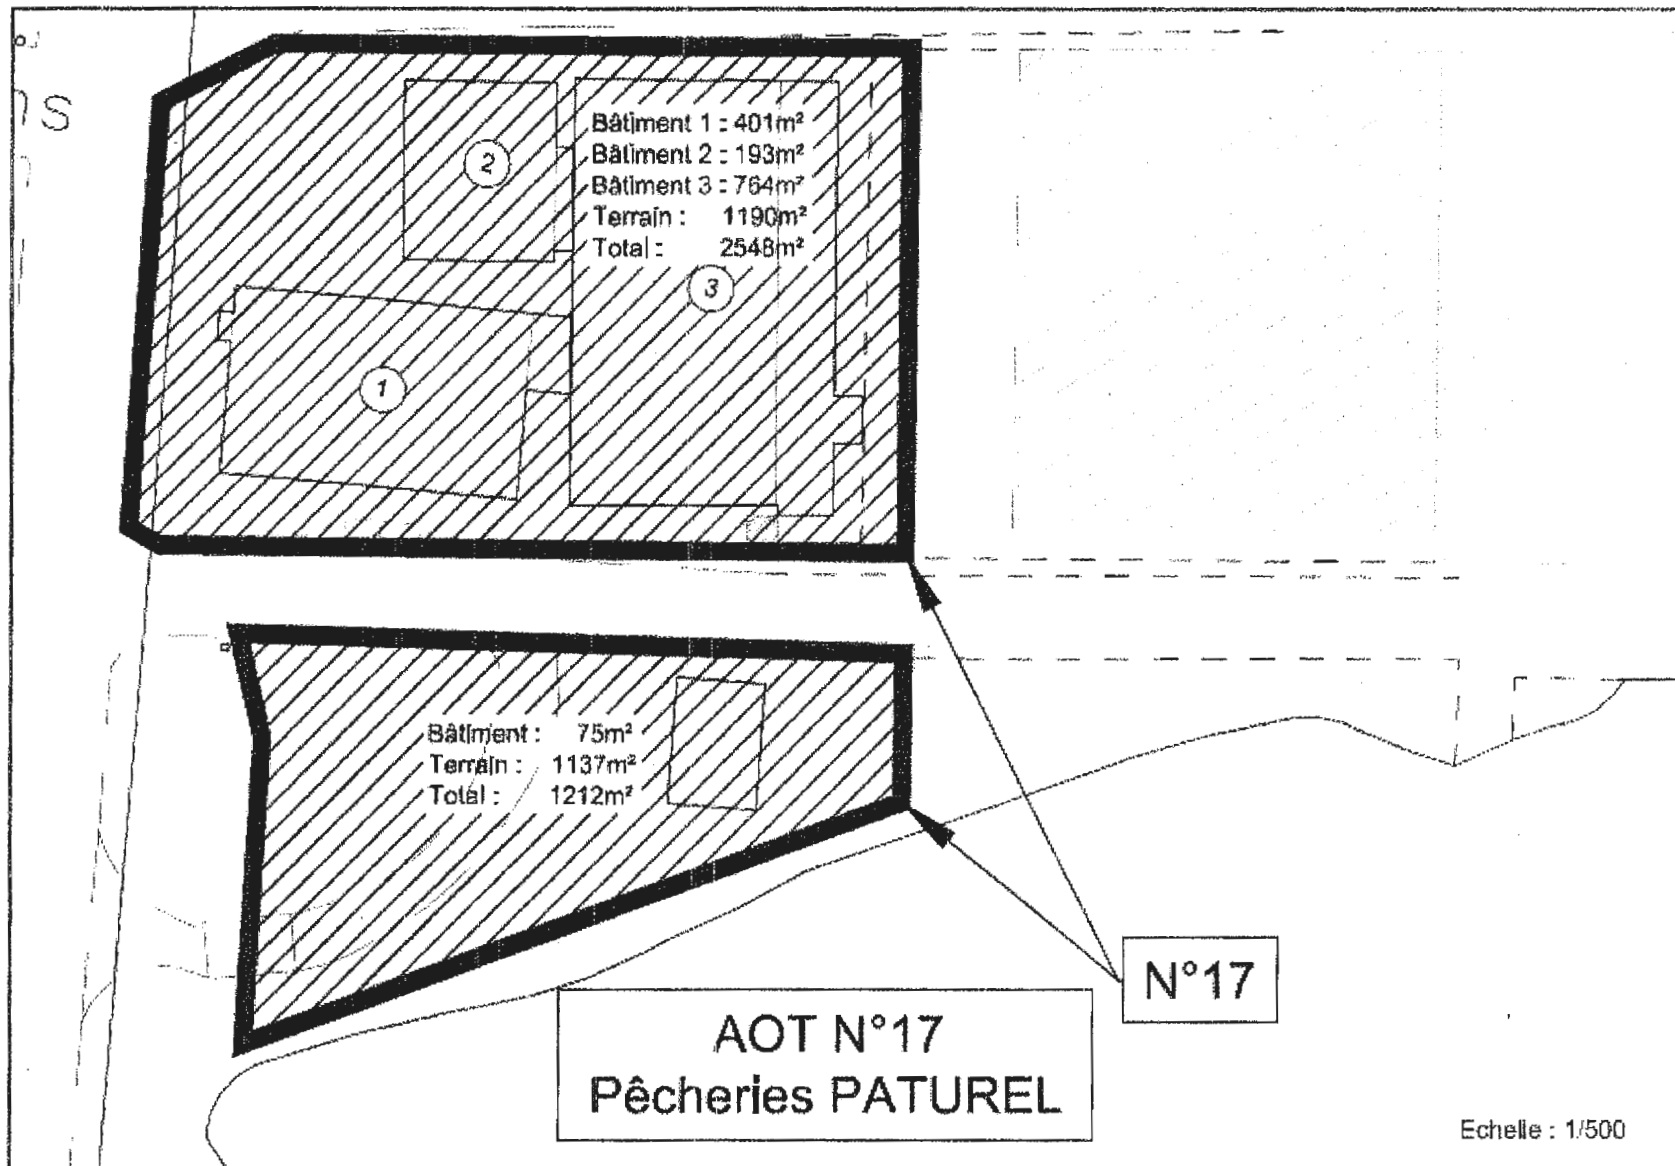 S
2
Bâtiment 1 : 401m²
Bâtiment 2 : 193m²
Bâtiment 3 : 764m²
Terrain : 1190m²
Total : 2548m²
3
1
Bâtiment : 75m²
Terrain : 1137m²
Total : 1212m²
N°17
AOT N°17
Pêcheries PATUREL
Echelle : 1/500